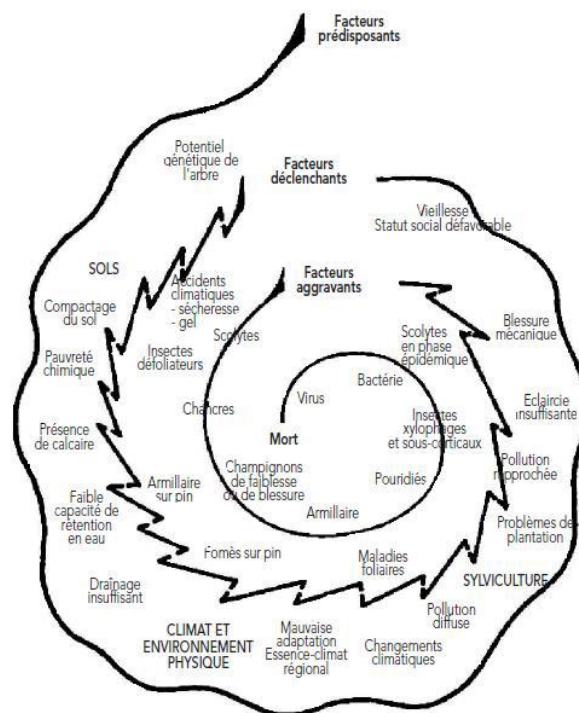 Facteurs
prédisposants
Potentiel
génétique de
l'arbre
Facteurs
déclenchants
Vieillesse
Statut social défavorable
SOLS
Facteurs
aggravants
Accidents
climatiques
- sécheresse
- gel
Compactage
du sol
Scolytes
Scolytes
en phase
épidémique
Blessure
mécanique
Pauvreté
chimique
Insectes
défoliateurs
Bactérie
Virus
Chancres
Insectes
xylophages
et sous-corticaux
Eclaircie
insuffisante
Présence
de calcaire
Mort
Pollution
rapprochée
Champignons
de faiblesse
ou de blessure
Pouridiés
Armillaire
sur pin
Faible
capacité de
rétention
en eau
Armillaire
Problèmes de
plantation
Fomès sur pin
Maladies
foliaires
SYLVICULTURE
Draînage
insuffisant
Pollution
diffuse
CLIMAT ET
ENVIRONNEMENT
PHYSIQUE
Mauvaise
adaptation
Essence-climat
régional
Changements
climatiques